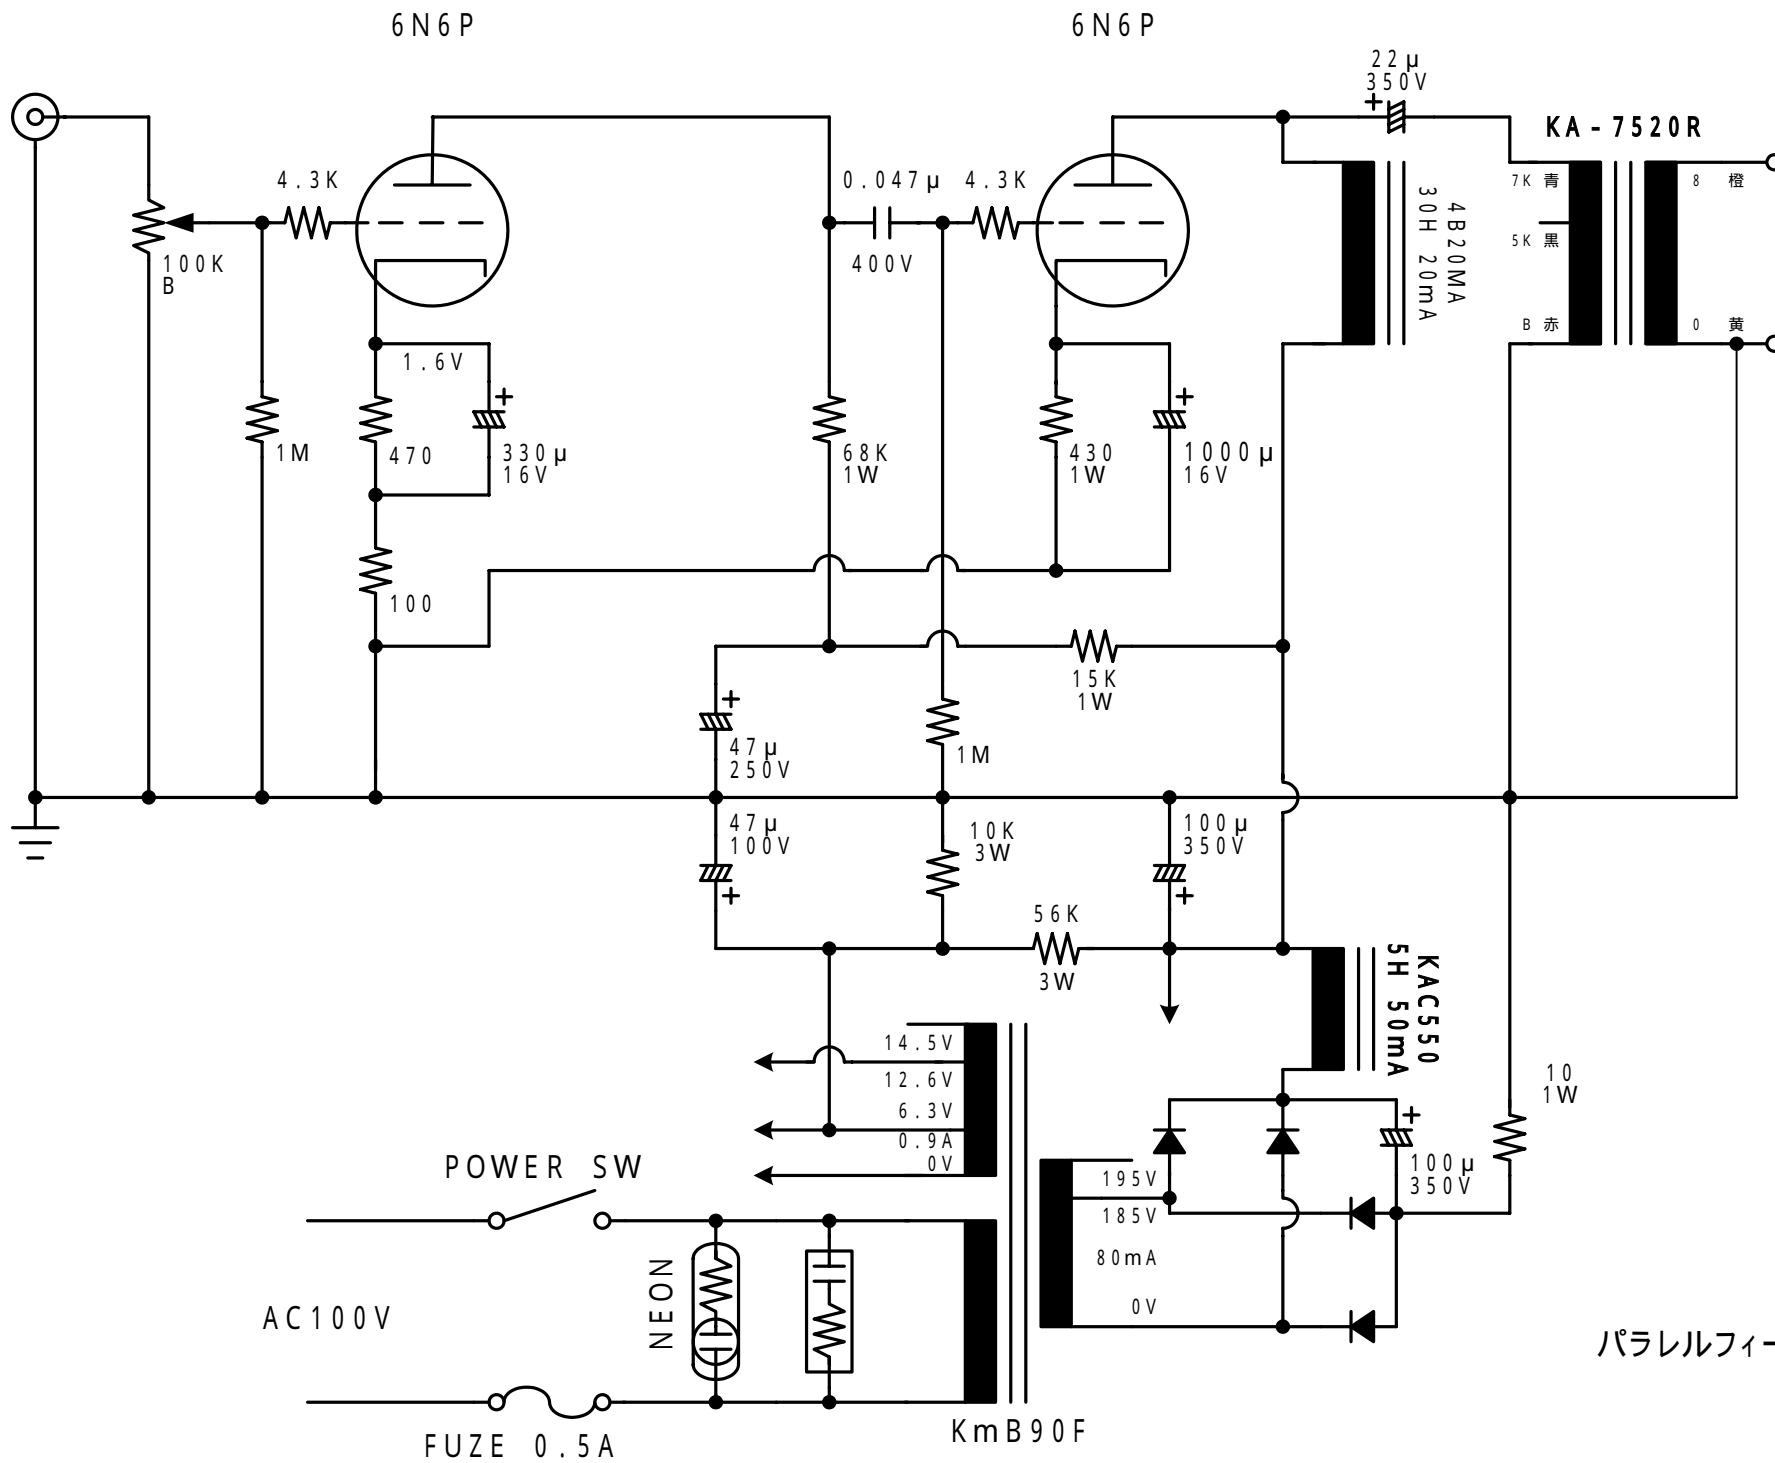 6N6P
6N6P
22μ
350V
KA-7520R
4.3K
0.047μ
4.3K
7K 青
8 橙
4B20MA
30H 20mA
5K 黒
100K
B
400V
B 赤
0 黄
1.6V
1M
470
330μ
16V
68K
1W
430
1W
1000μ
16V
100
15K
1W
47μ
250V
1M
47μ
100V
10K
3W
100μ
350V
56K
3W
KAC550
5H 50mA
14.5V
12.6V
6.3V
0.9A
0V
10
1W
POWER SW
195V
185V
80mA
0V
100μ
350V
NEON
AC100V
パラレルフィー
KmB90F
FUZE 0.5A